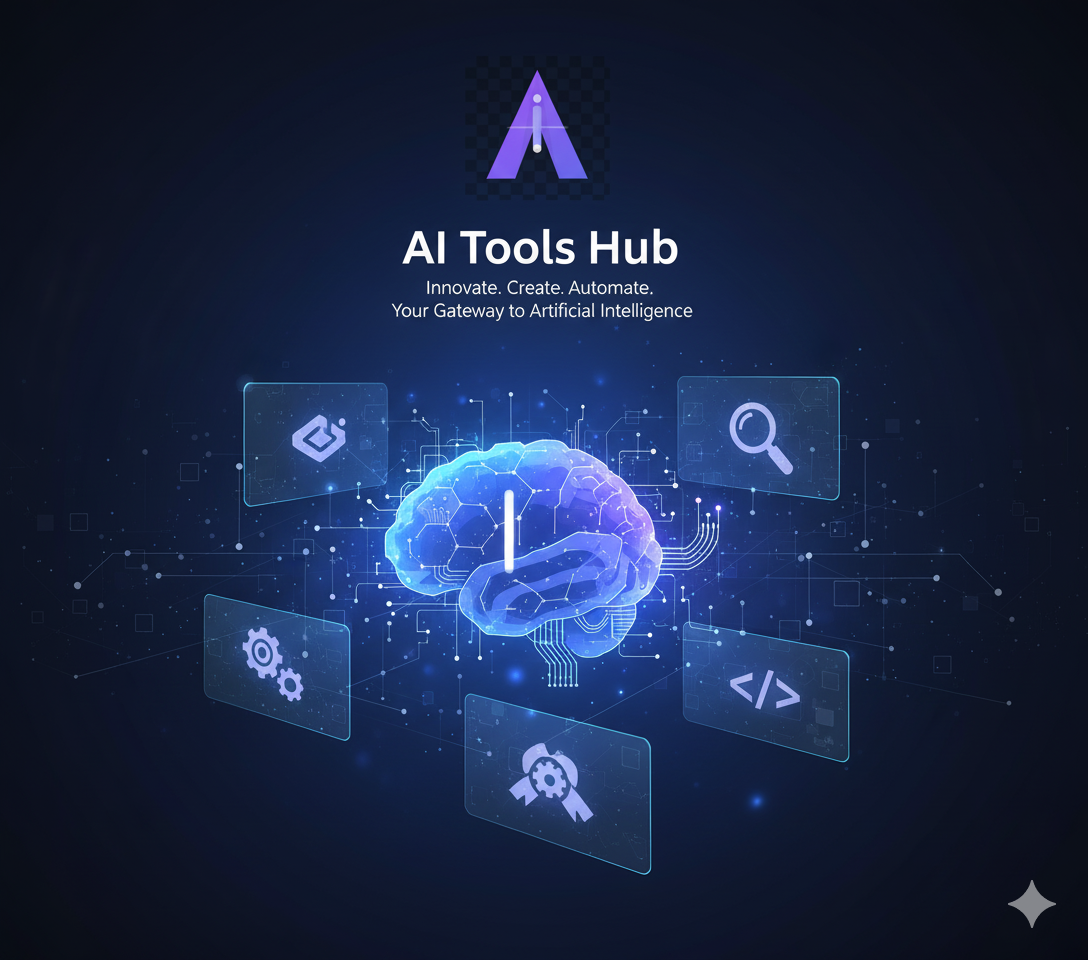 AI Tools Hub
Innovate. Create. Automate.
Your Gateway to Artificial Intelligence
</>